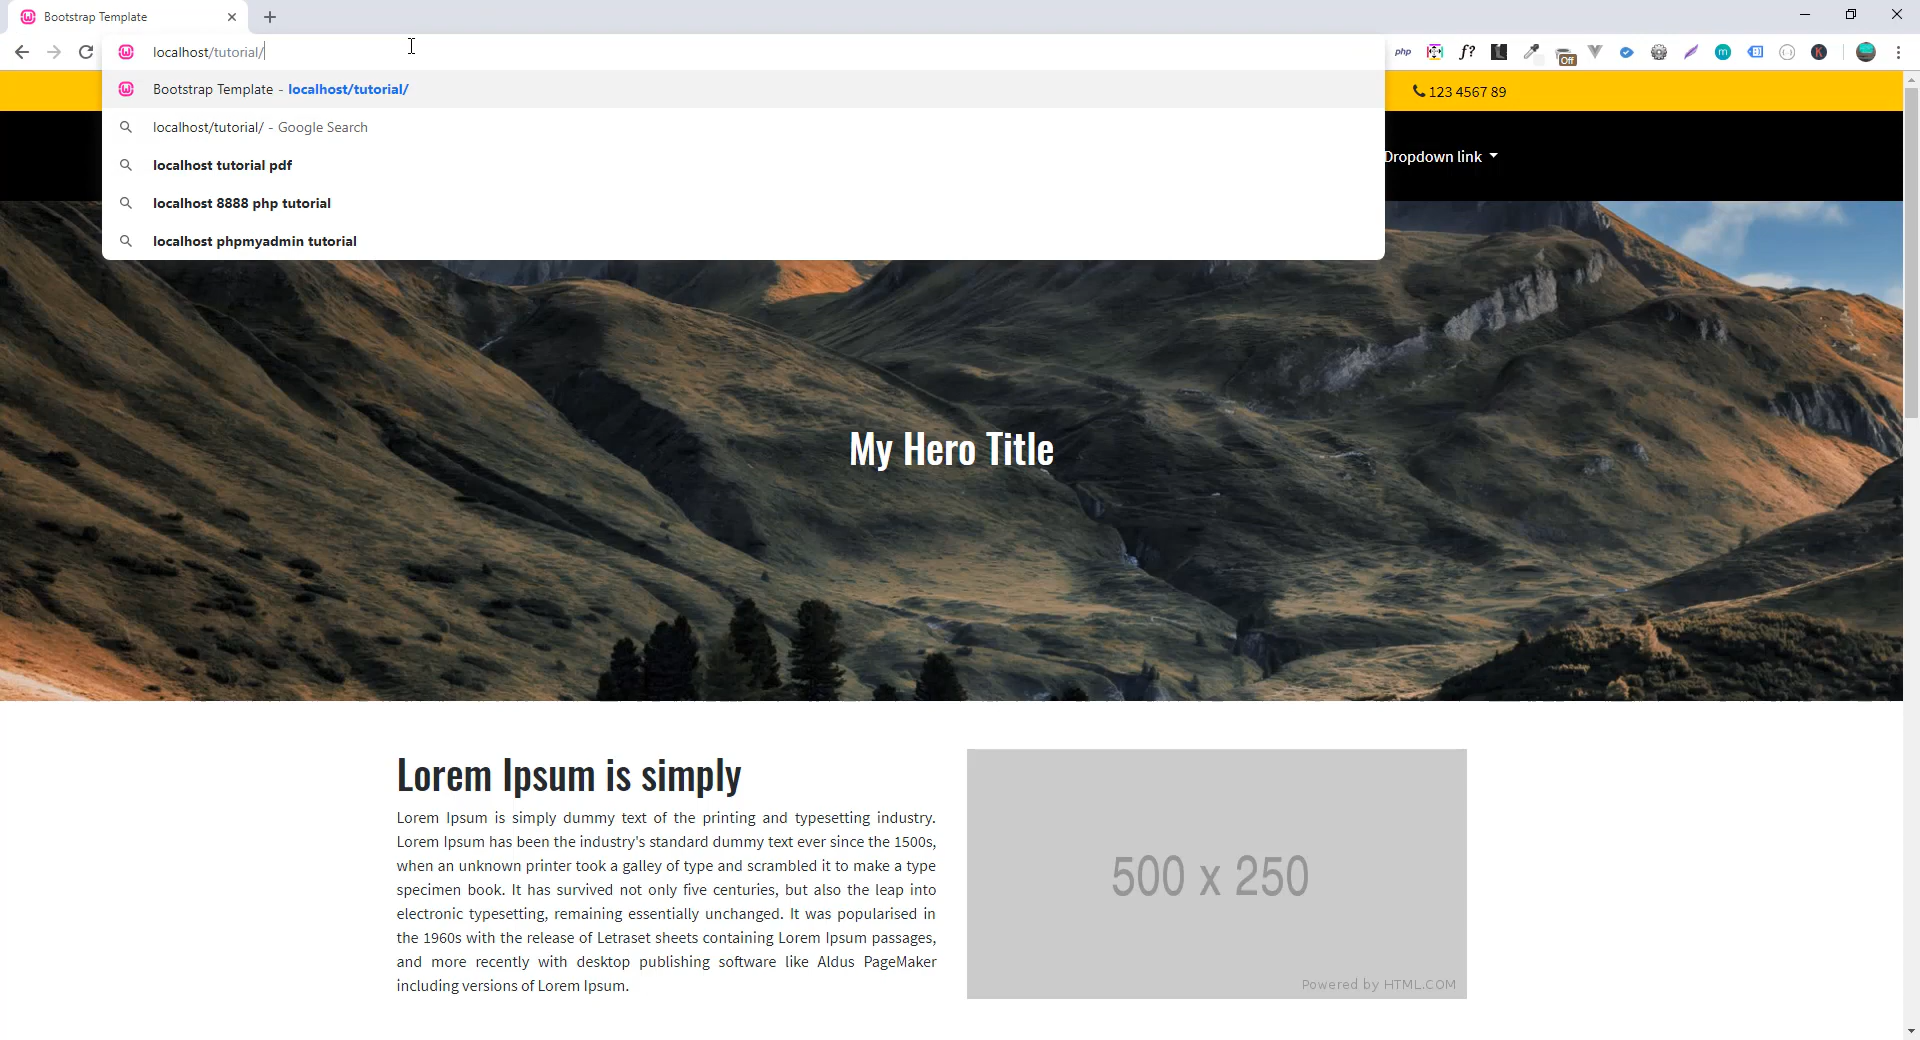 Bootstrap Template
localhost/tutorial/
php
f?
Off
m
K
Bootstrap Template - localhost/tutorial/
123 4567 89
localhost/tutorial/ - Google Search
localhost tutorial pdf
Dropdown link
localhost 8888 php tutorial
localhost phpmyadmin tutorial
My Hero Title
Lorem Ipsum is simply
Lorem Ipsum is simply dummy text of the printing and typesetting industry.
Lorem Ipsum has been the industry's standard dummy text ever since the 1500s,
when an unknown printer took a galley of type and scrambled it to make a type
specimen book. It has survived not only five centuries, but also the leap into
electronic typesetting, remaining essentially unchanged. It was popularised in
the 1960s with the release of Letraset sheets containing Lorem Ipsum passages,
and more recently with desktop publishing software like Aldus PageMaker
including versions of Lorem Ipsum.
500 x 250
Powered by HTML.COM